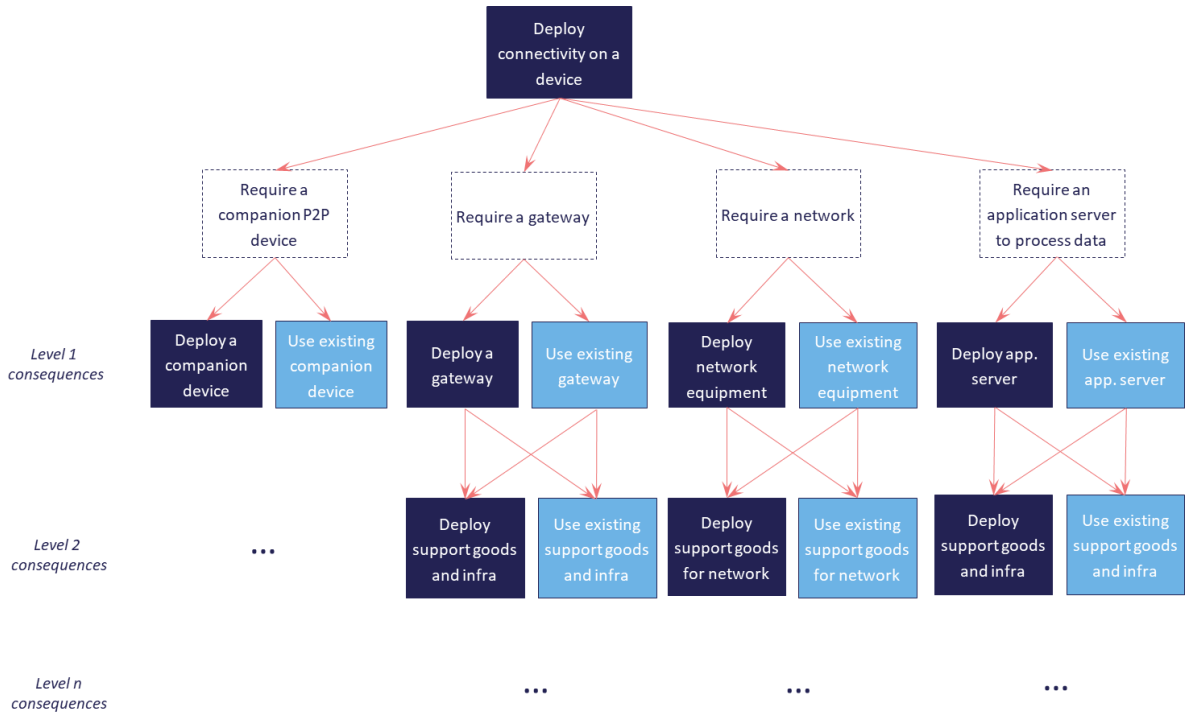 Deploy
connectivity on a
device
Require a
companion P2P
device
Require a gateway
Require a network
Require an
application server
to process data
Level 1
consequences
Deploy a
companion
device
Use existing
companion
device
Deploy a
gateway
Use existing
gateway
Deploy
network
equipment
Use existing
network
equipment
Deploy app.
server
Use existing
app. server
Level 2
consequences
...
Deploy
support goods
and infra
Use existing
support goods
and infra
Deploy
support goods
for network
Use existing
support goods
for network
Deploy
support goods
and infra
Use existing
support goods
and infra
Level n
consequences
...
...
...